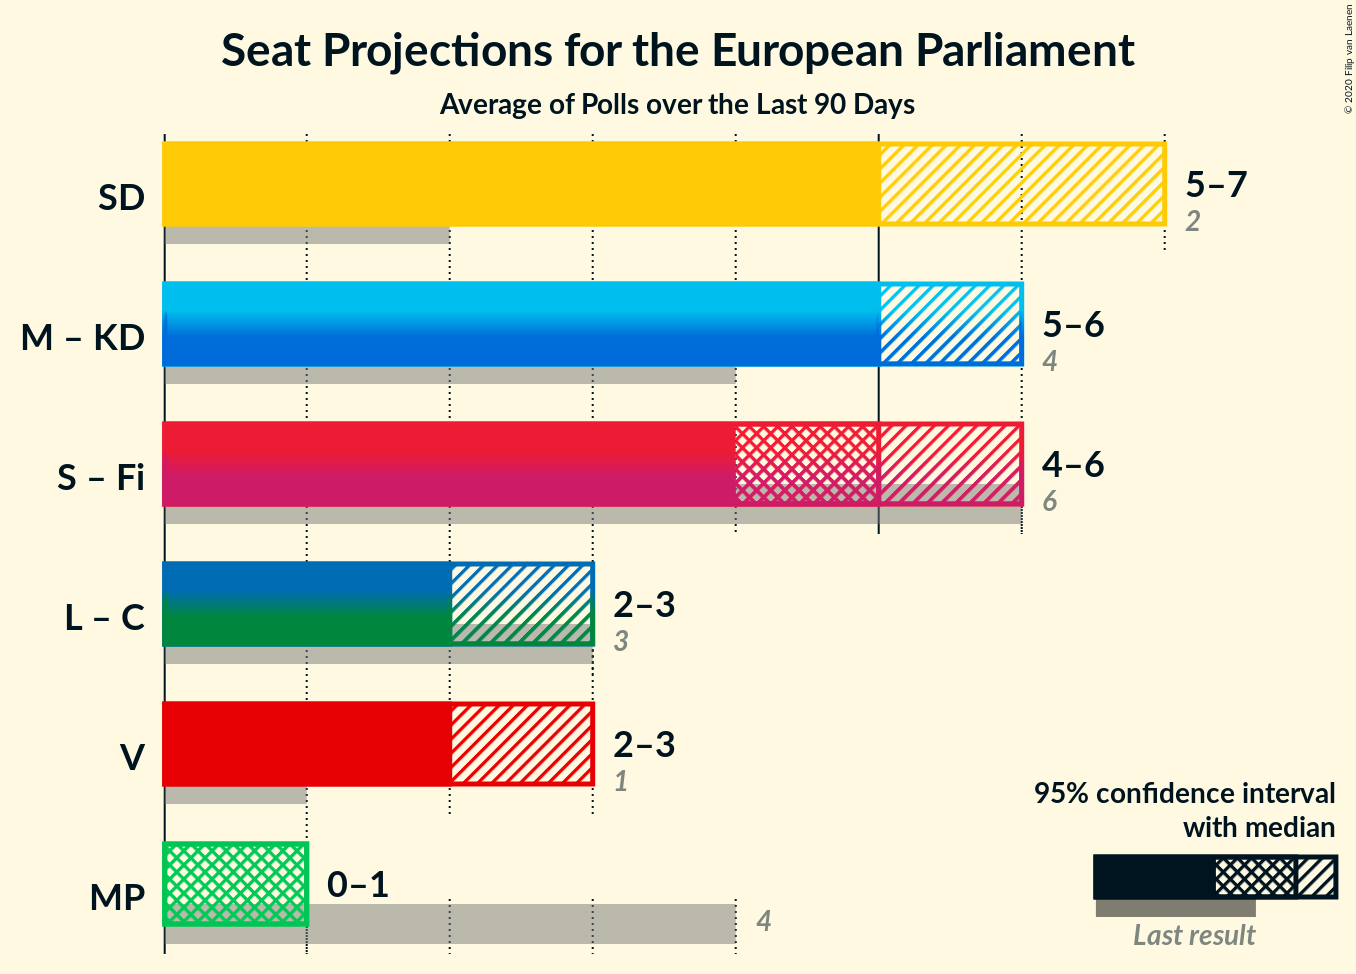 Seat Projections for the European Parliament
Average of Polls over the Last 90 Days
© 2020 Filip van Laenen
SD
5–7
2
M – KD
5–6
4
S – Fi
4–6
6
L – C
2–3
3
V
2–3
1
MP
0–1
4
95% confidence interval
with median
Last result